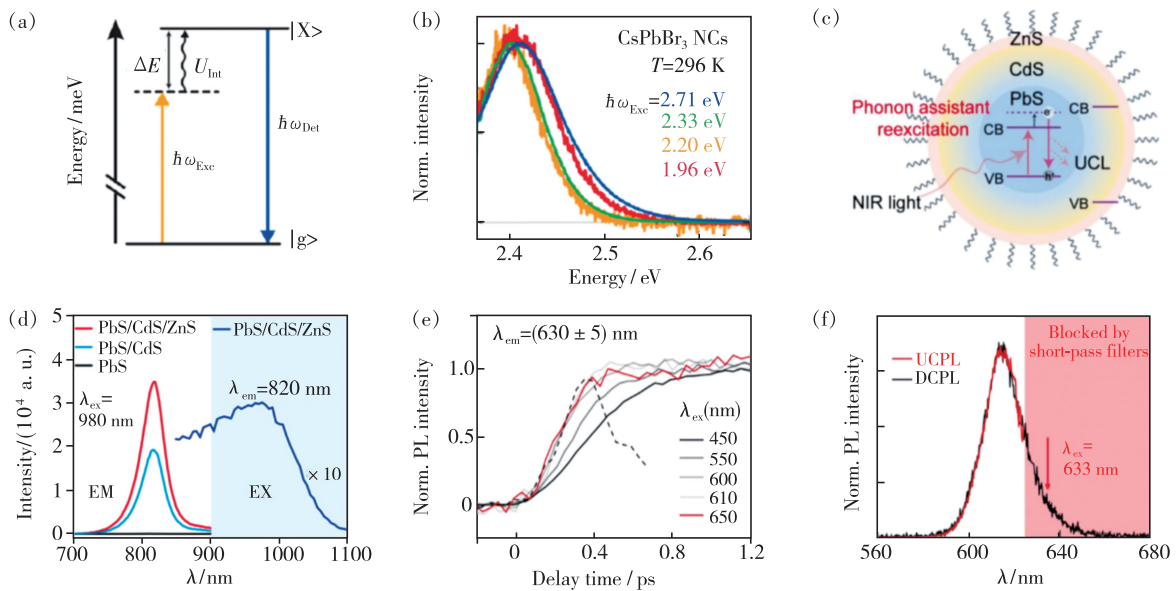 (a)
Energy / meV
|X>
ΔE
U_Int
ħω_Det
ħω_Exc
|g>
(b)
Norm. intensity
CsPbBr₃ NCs
T=296 K
ħω_Exc=2.71 eV
2.33 eV
2.20 eV
1.96 eV
2.4
2.5
2.6
Energy / eV
(c)
ZnS
CdS
PbS
Phonon assistant
reexcitation
CB
e⁻
CB
UCL
VB
h⁺
NIR light
VB
(d)
Intensity/(10⁴ a. u.)
5
4
3
2
1
0
PbS/CdS/ZnS
PbS/CdS
PbS
PbS/CdS/ZnS
λ_ex=
980 nm
λ_em=820 nm
EM
EX
× 10
700
800
900
1000
1100
λ/nm
(e)
Norm. PL intensity
λ_em=(630 ± 5) nm
1.0
0.5
0
λ_ex(nm)
450
550
600
610
650
0
0.4
0.8
1.2
Delay time / ps
(f)
Norm. PL intensity
Blocked by
short-pass filters
UCPL
DCPL
λ_ex=
633 nm
560
600
640
680
λ/nm